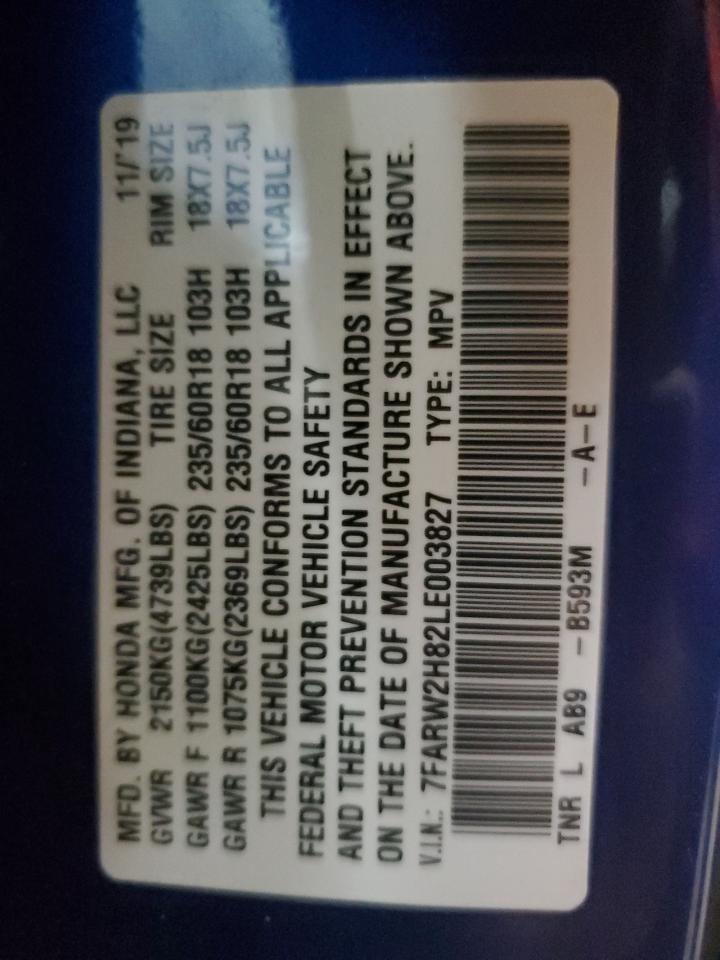 MFD. BY HONDA MFG. OF INDIANA, LLC 11/'19
GVWR 2150KG(4739LBS) TIRE SIZE RIM SIZE
GAWR F 1100KG(2425LBS) 235/60R18 103H 18X7.5J
GAWR R 1075KG(2369LBS) 235/60R18 103H 18X7.5J
THIS VEHICLE CONFORMS TO ALL APPLICABLE
FEDERAL MOTOR VEHICLE SAFETY
AND THEFT PREVENTION STANDARDS IN EFFECT
ON THE DATE OF MANUFACTURE SHOWN ABOVE.
V.I.N.: 7FARW2H82LE003827 TYPE: MPV
TNR L AB9 -B593M -A-E